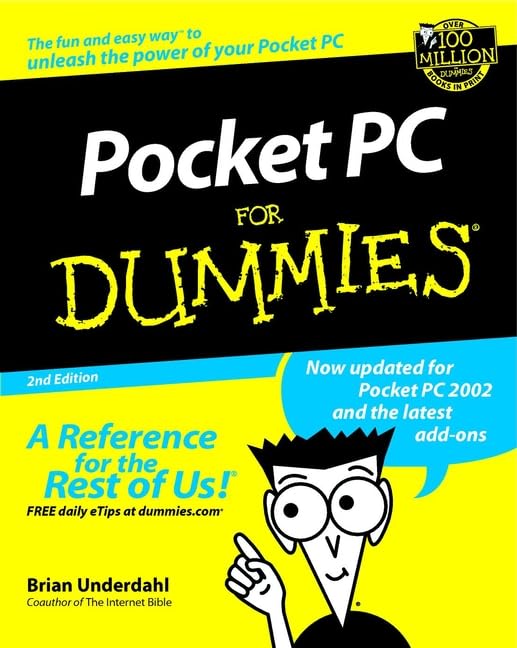 The fun and easy way™ to
unleash the power of your Pocket PC
OVER
100
MILLION
DUMMIES
BOOKS IN PRINT
Pocket PC
FOR
DUMMIES®
2nd Edition
Now updated for
Pocket PC 2002
and the latest
add-ons
A Reference
for the
Rest of Us!®
FREE daily eTips at dummies.com®
Brian Underdahl
Coauthor of The Internet Bible